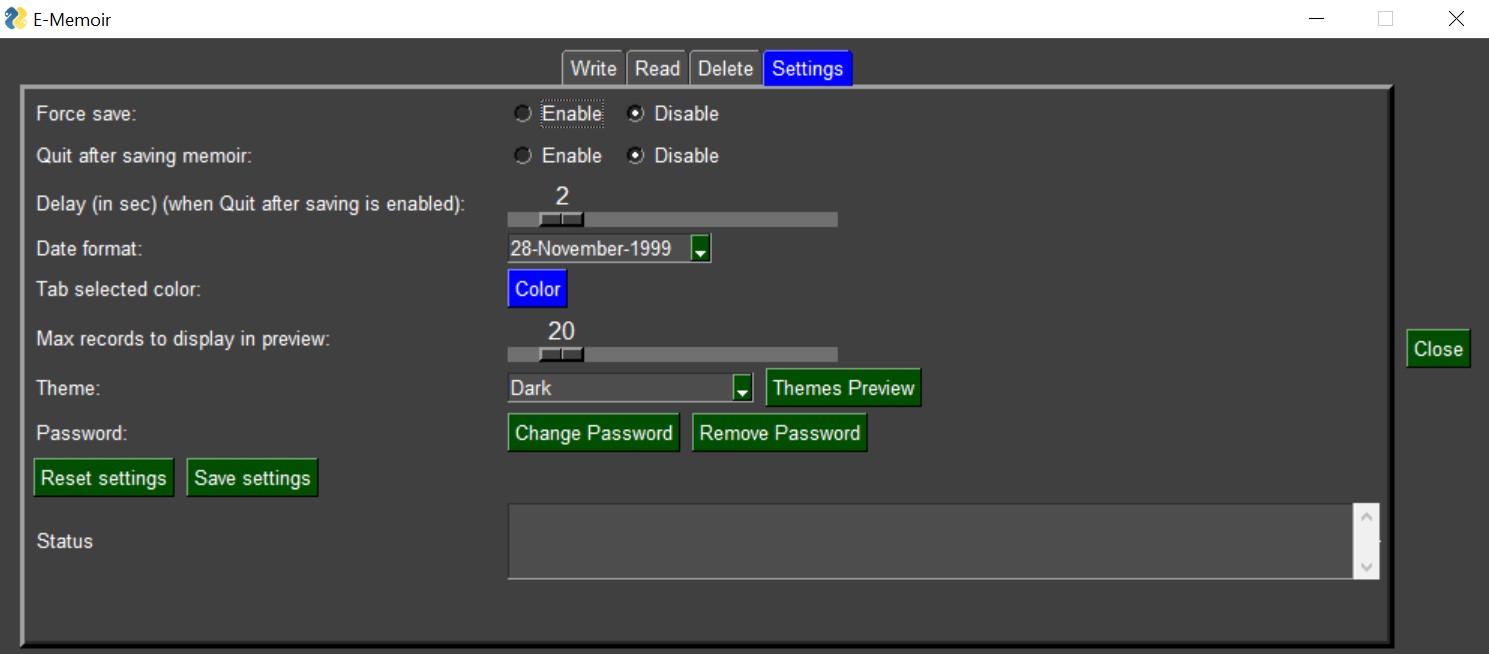 E-Memoir
Write Read Delete Settings
Force save: Enable Disable
Quit after saving memoir: Enable Disable
Delay (in sec) (when Quit after saving is enabled): 2
Date format: 28-November-1999
Tab selected color: Color
Max records to display in preview: 20
Close
Theme: Dark Themes Preview
Password: Change Password Remove Password
Reset settings Save settings
Status